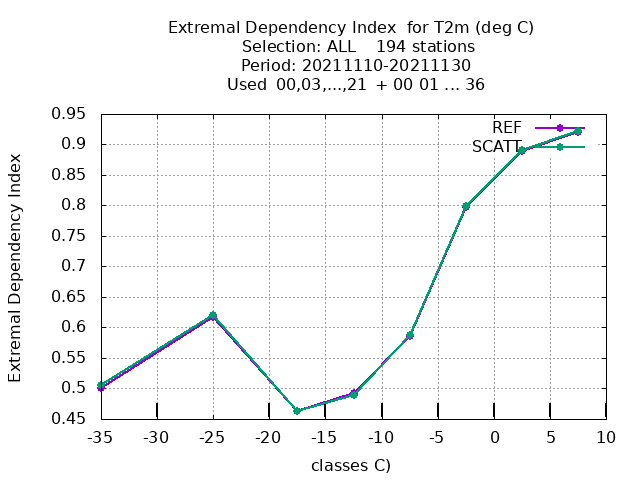 Extremal Dependency Index  for T2m (deg C)
Selection: ALL    194 stations
Period: 20211110-20211130
Used  00,03,...,21  + 00 01 ... 36
REF
SCATT
Extremal Dependency Index
0.95
0.9
0.85
0.8
0.75
0.7
0.65
0.6
0.55
0.5
0.45
-35 -30 -25 -20 -15 -10 -5 0 5 10
classes C)